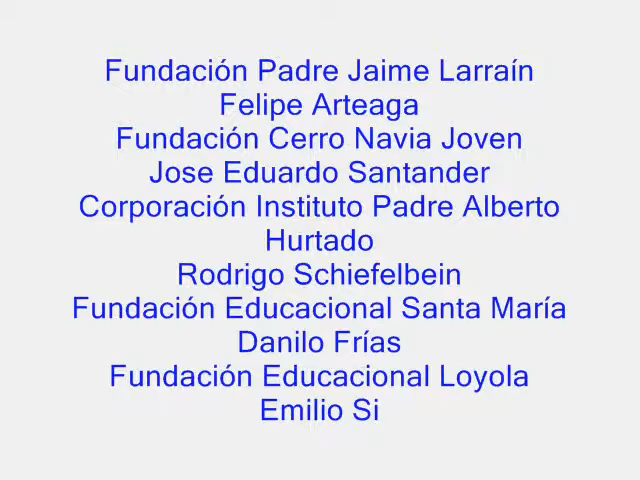 Fundación Padre Jaime Larraín
Felipe Arteaga
Fundación Cerro Navia Joven
Jose Eduardo Santander
Corporación Instituto Padre Alberto
Hurtado
Rodrigo Schiefelbein
Fundación Educacional Santa María
Danilo Frías
Fundación Educacional Loyola
Emilio Si